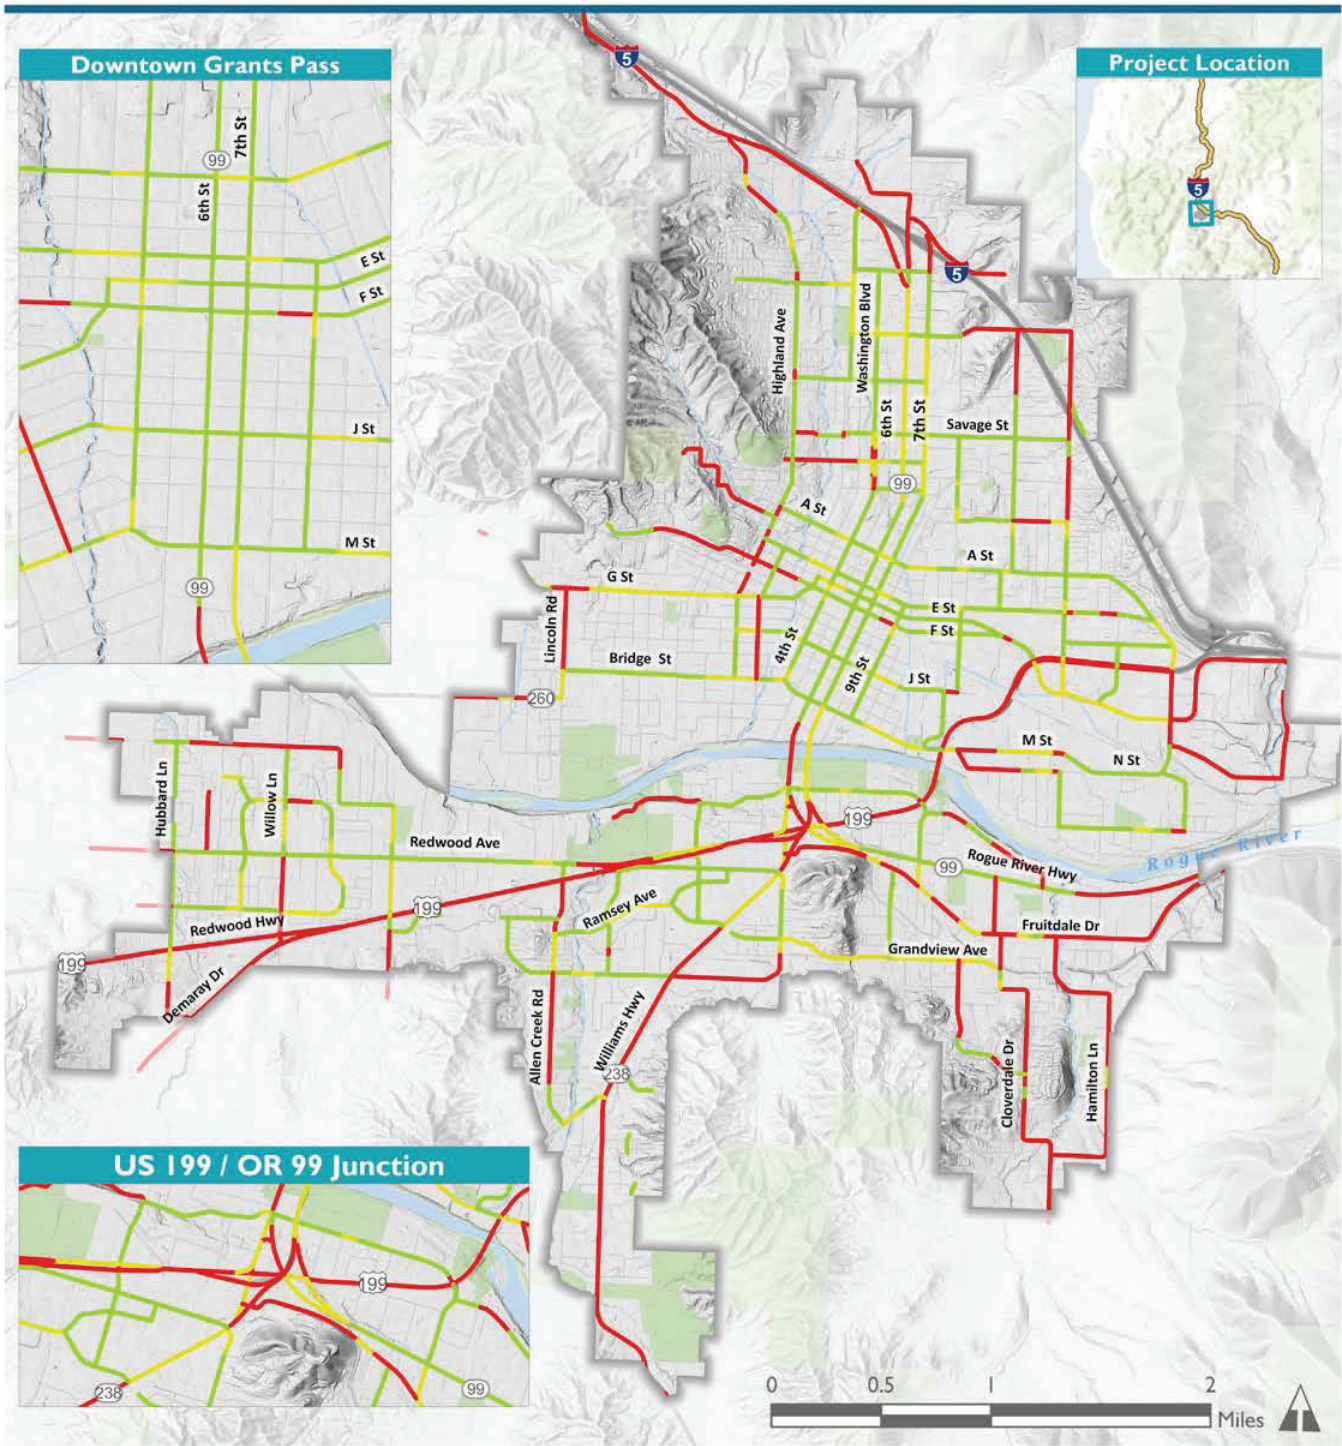 5
Downtown Grants Pass
Project Location
7th St
99
6th St
5
E St
F St
J St
M St
99
5
Highland Ave
Washington Blvd
6th St
7th St
Savage St
99
A St
A St
G St
Lincoln Rd
E St
F St
Bridge St
4th St
9th St
J St
260
M St
N St
Hubbard Ln
Willow Ln
Redwood Ave
199
Rogue River Hwy
Rogue River
99
199
Ramsey Ave
Redwood Hwy
Fruitdale Dr
Grandview Ave
199
Demaray Dr
Allen Creek Rd
Williams Hwy
238
Cloverdale Dr
Hamilton Ln
US 199 / OR 99 Junction
199
238
99
0 0.5 1 2
Miles